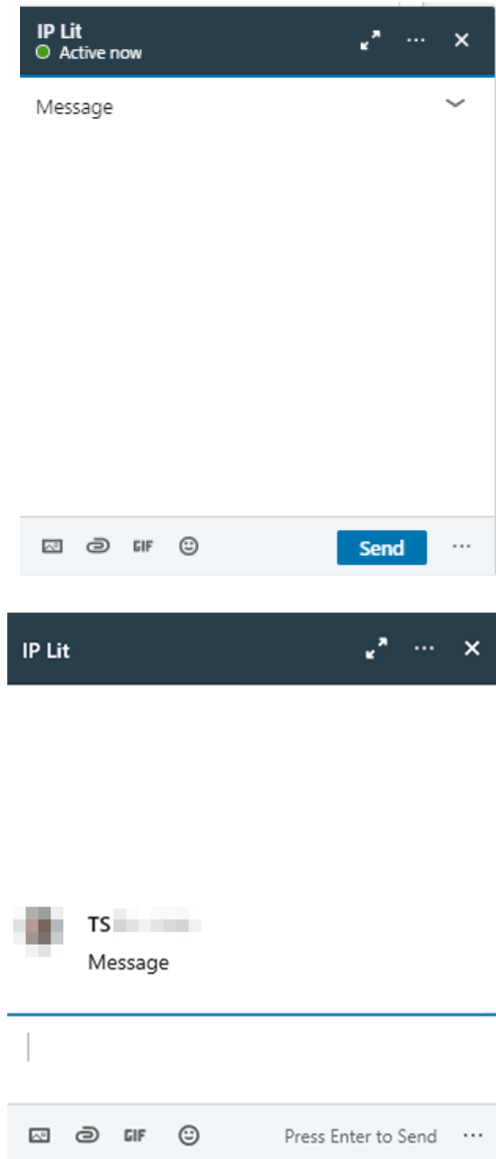 IP Lit
Active now
Message
GIF
Send
IP Lit
TS
Message
GIF
Press Enter to Send